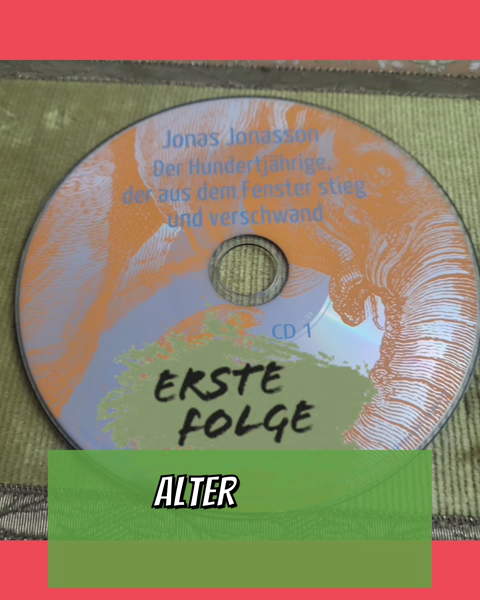 Jonas Jonasson
Der Hundertjährige,
der aus dem Fenster stieg
und verschwand
CD 1
ERSTE
FOLGE
ALTER